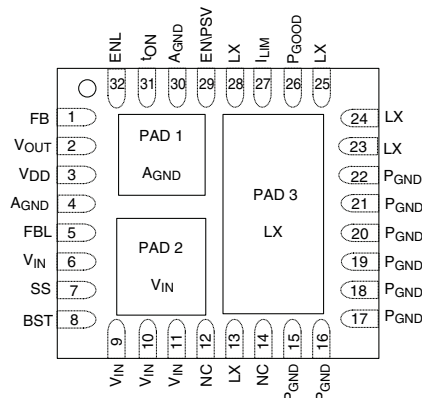 ENL
tON
AGND
EN\PSV
LX
ILIM
PGOOD
LX
32 31 30 29 28 27 26 25
FB 1
VOUT 2
VDD 3
AGND 4
FBL 5
VIN 6
SS 7
BST 8
PAD 1
AGND
PAD 2
VIN
PAD 3
LX
24 LX
23 LX
22 PGND
21 PGND
20 PGND
19 PGND
18 PGND
17 PGND
9 10 11 12 13 14 15 16
VIN
VIN
VIN
NC
LX
NC
PGND
PGND